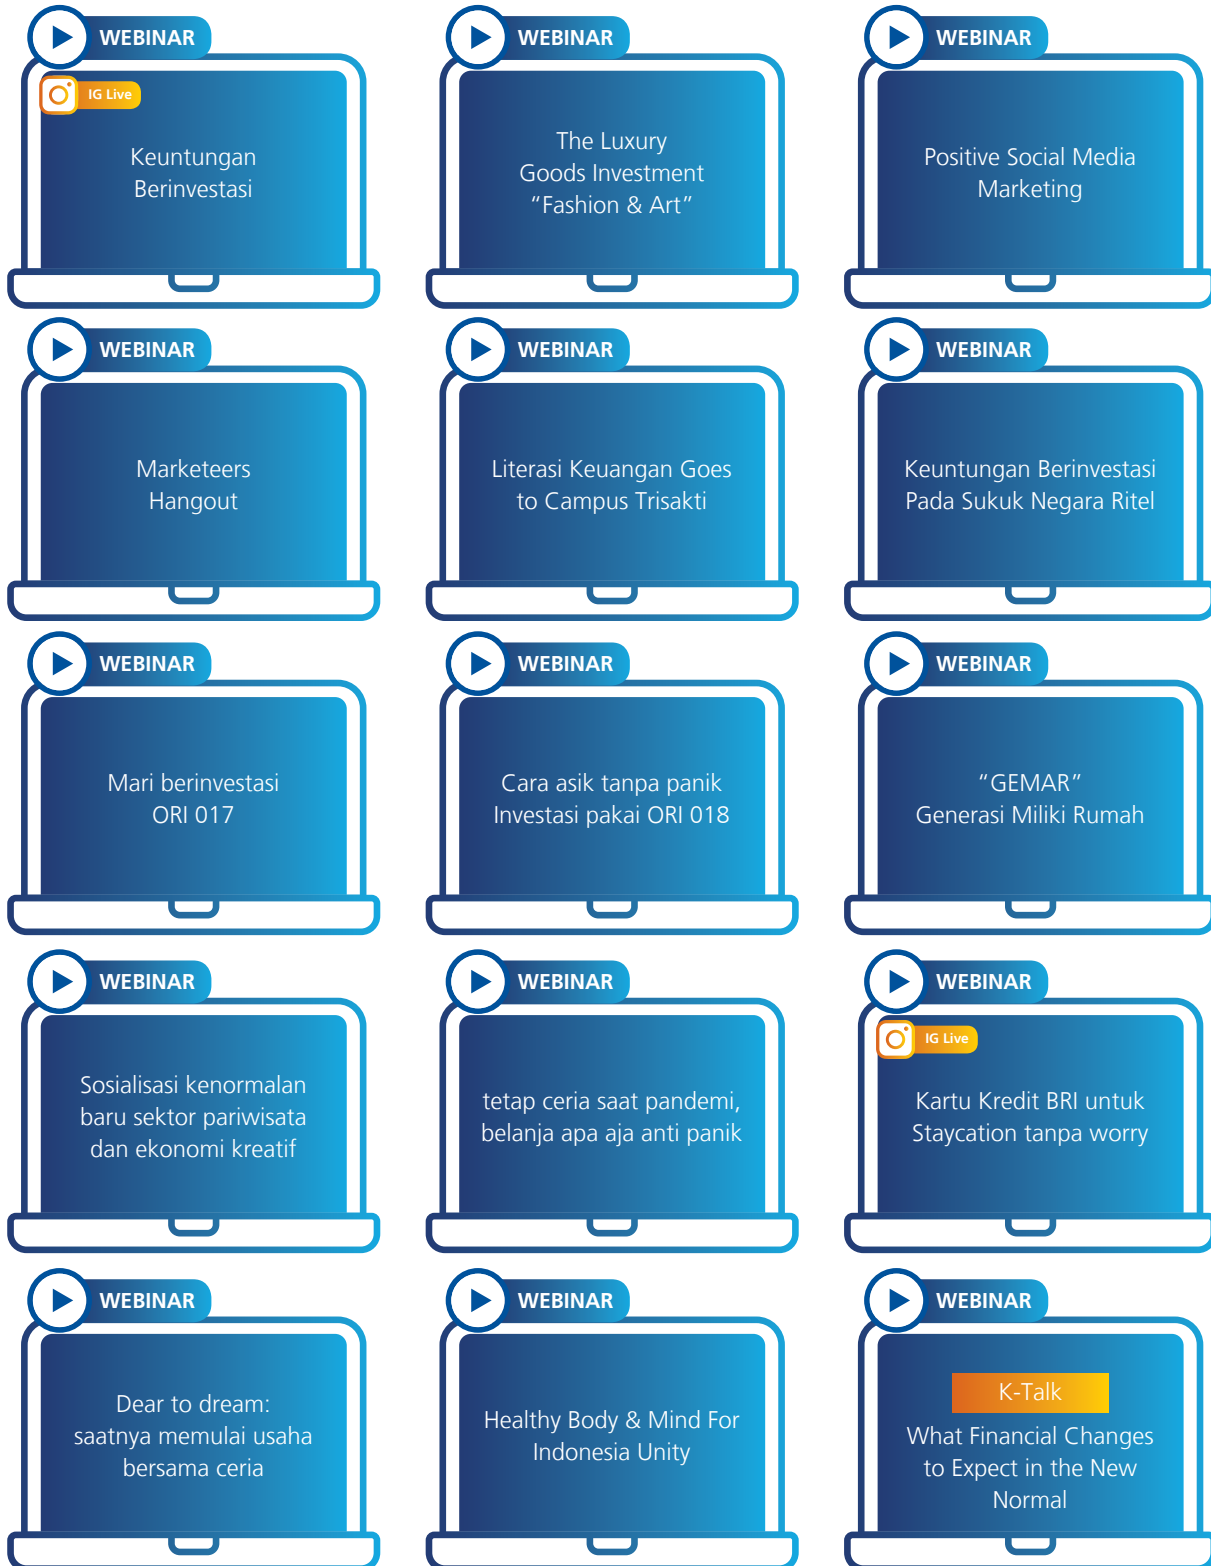 WEBINAR
IG Live
Keuntungan
Berinvestasi
WEBINAR
The Luxury
Goods Investment
“Fashion & Art”
WEBINAR
Positive Social Media
Marketing
WEBINAR
Marketeers
Hangout
WEBINAR
Literasi Keuangan Goes
to Campus Trisakti
WEBINAR
Keuntungan Berinvestasi
Pada Sukuk Negara Ritel
WEBINAR
Mari berinvestasi
ORI 017
WEBINAR
Cara asik tanpa panik
Investasi pakai ORI 018
WEBINAR
“GEMAR”
Generasi Miliki Rumah
WEBINAR
Sosialisasi kenormalan
baru sektor pariwisata
dan ekonomi kreatif
WEBINAR
tetap ceria saat pandemi,
belanja apa aja anti panik
WEBINAR
IG Live
Kartu Kredit BRI untuk
Staycation tanpa worry
WEBINAR
Dear to dream:
saatnya memulai usaha
bersama ceria
WEBINAR
Healthy Body & Mind For
Indonesia Unity
WEBINAR
K-Talk
What Financial Changes
to Expect in the New
Normal